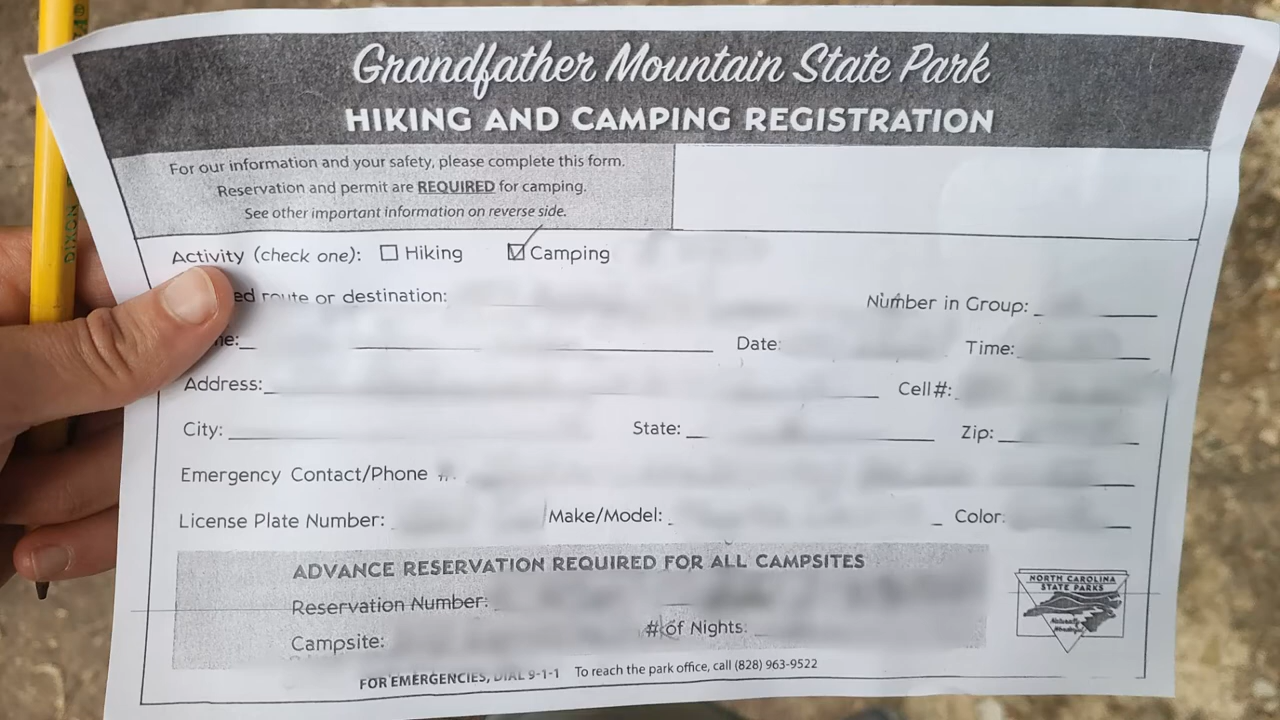 Grandfather Mountain State Park
HIKING AND CAMPING REGISTRATION
For our information and your safety, please complete this form.
Reservation and permit are REQUIRED for camping.
See other important information on reverse side.
Activity (check one): Hiking Camping
route or destination: Number in Group:
Date: Time:
Address: Cell#:
City: State: Zip:
Emergency Contact/Phone
License Plate Number: Make/Model: Color:
ADVANCE RESERVATION REQUIRED FOR ALL CAMPSITES
Reservation Number:
Campsite: # of Nights:
NORTH CAROLINA
STATE PARKS
Naturally
FOR EMERGENCIES, DIAL 9-1-1 To reach the park office, call (828) 963-9522
DIXON